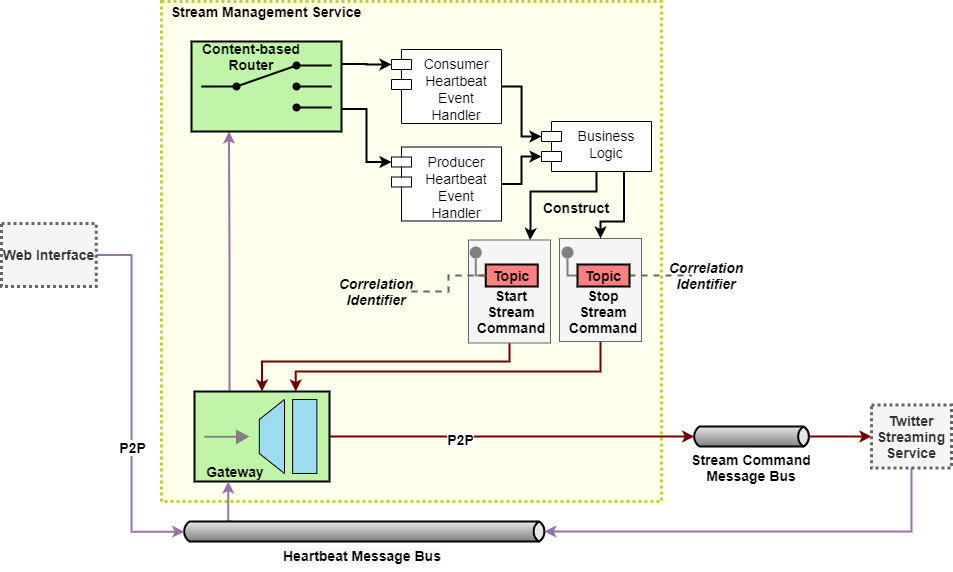 Stream Management Service
Content-based
Router
Consumer
Heartbeat
Event
Handler
Producer
Heartbeat
Event
Handler
Business
Logic
Construct
Web Interface
Correlation
Identifier
Topic
Start
Stream
Command
Topic
Stop
Stream
Command
Correlation
Identifier
P2P
Gateway
P2P
Stream Command
Message Bus
Twitter
Streaming
Service
Heartbeat Message Bus